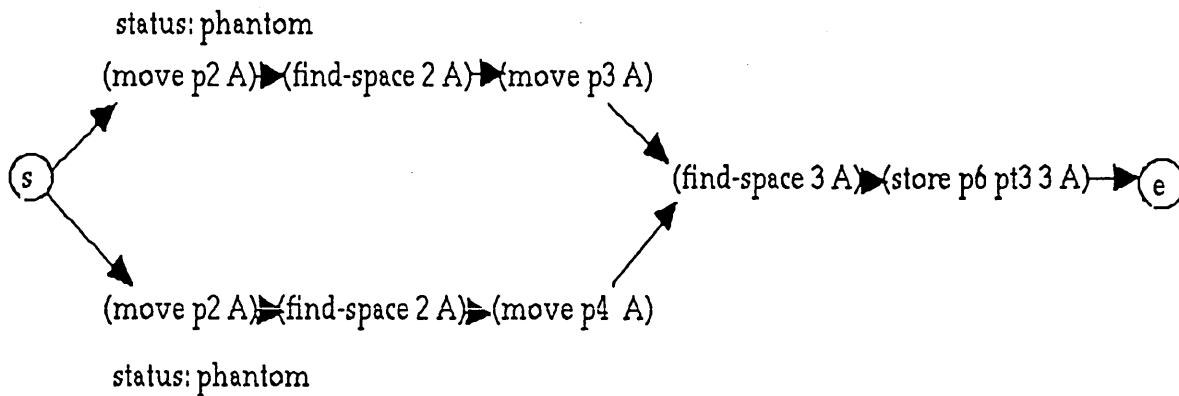 status: phantom
(move p2 A) (find-space 2 A) (move p3 A)
s
(find-space 3 A) (store p6 pt3 3 A)
e
(move p2 A) (find-space 2 A) (move p4 A)
status: phantom